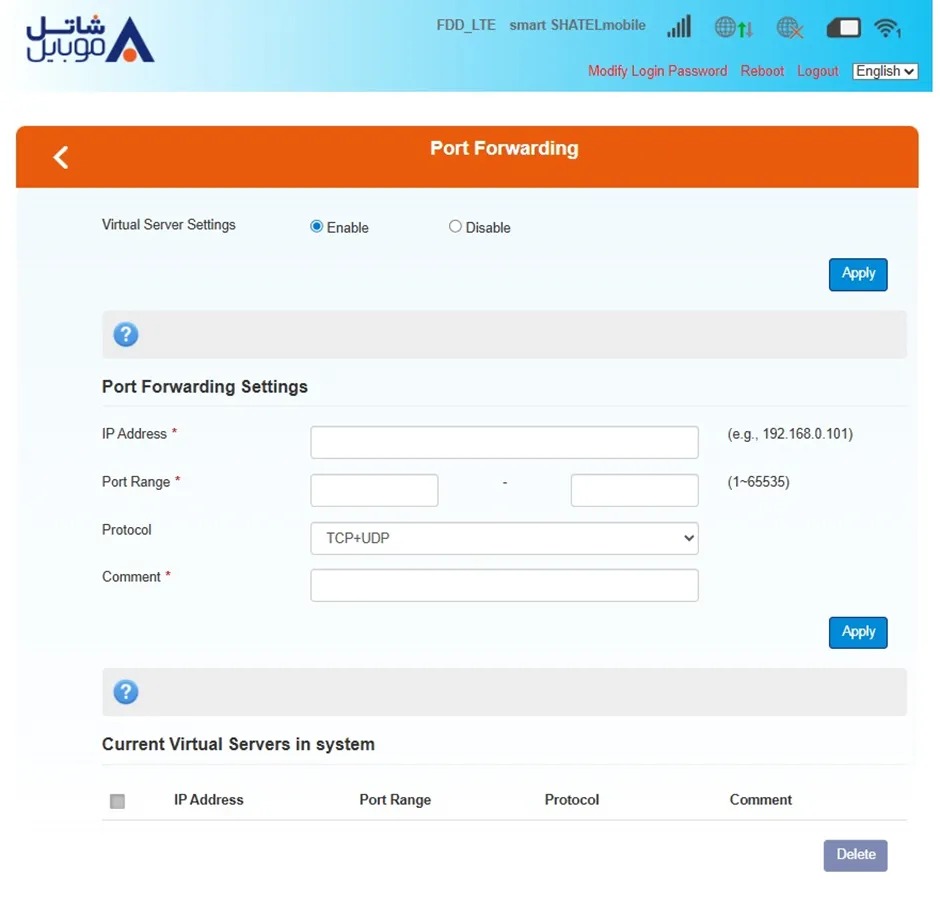 شاتل
موبایل
FDD_LTE smart SHATELmobile 1
Modify Login Password Reboot Logout English
Port Forwarding
Virtual Server Settings Enable Disable
Apply
?
Port Forwarding Settings
IP Address * (e.g., 192.168.0.101)
Port Range * - (1~65535)
Protocol TCP+UDP
Comment *
Apply
?
Current Virtual Servers in system
IP Address Port Range Protocol Comment
Delete